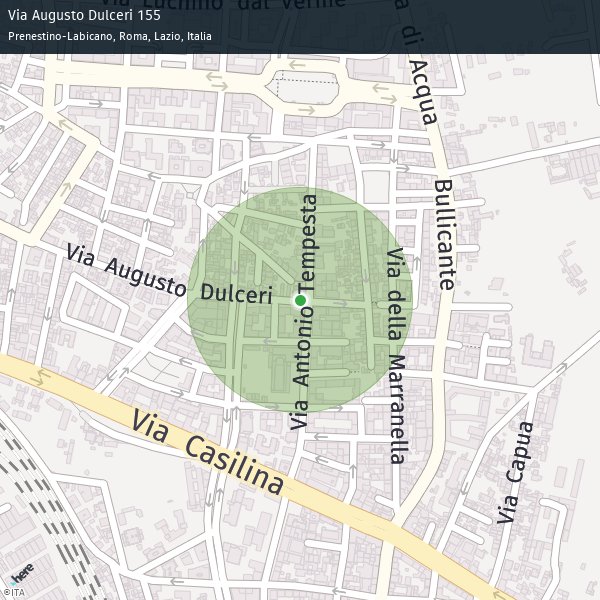 Via Augusto Dulceri 155
Prenestino-Labicano, Roma, Lazio, Italia
Via Luchino dal Verme
a di Acqua
Bullicante
Via Augusto Dulceri
Via Antonio Tempesta
Via della Marranella
Via Casilina
Via Capua
here
©ITA